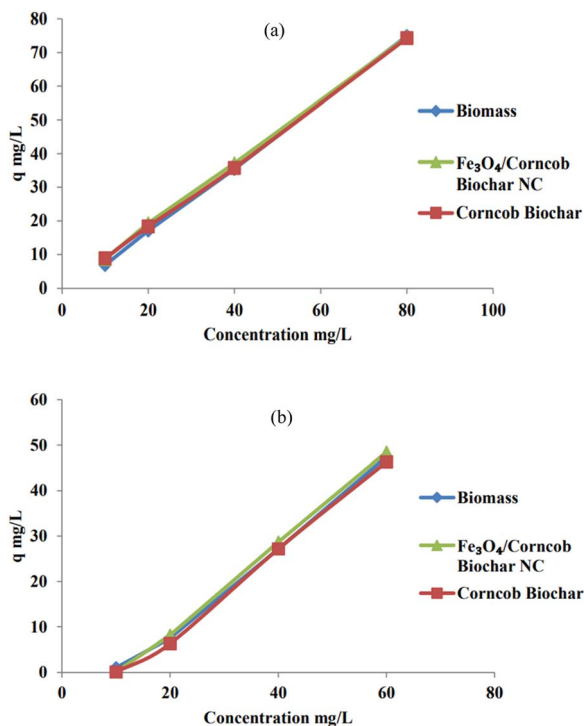 (a)
80
70
60
50
40
30
20
10
0
q mg/L
0 20 40 60 80 100
Concentration mg/L
Biomass
Fe₃O₄/Corncob
Biochar NC
Corncob Biochar
(b)
60
50
40
30
20
10
0
q mg/L
0 20 40 60 80
Concentration mg/L
Biomass
Fe₃O₄/Corncob
Biochar NC
Corncob Biochar